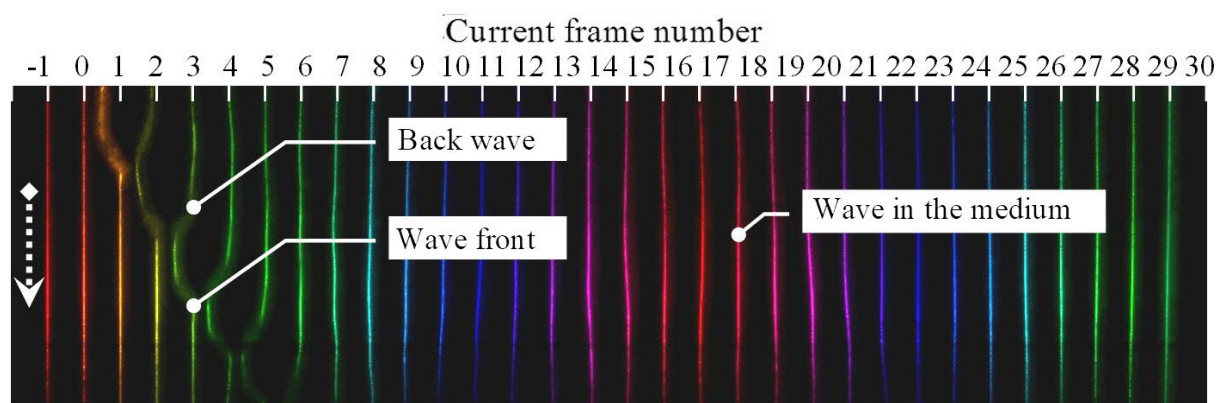 Current frame number
-1 0 1 2 3 4 5 6 7 8 9 10 11 12 13 14 15 16 17 18 19 20 21 22 23 24 25 26 27 28 29 30
Back wave
Wave in the medium
Wave front